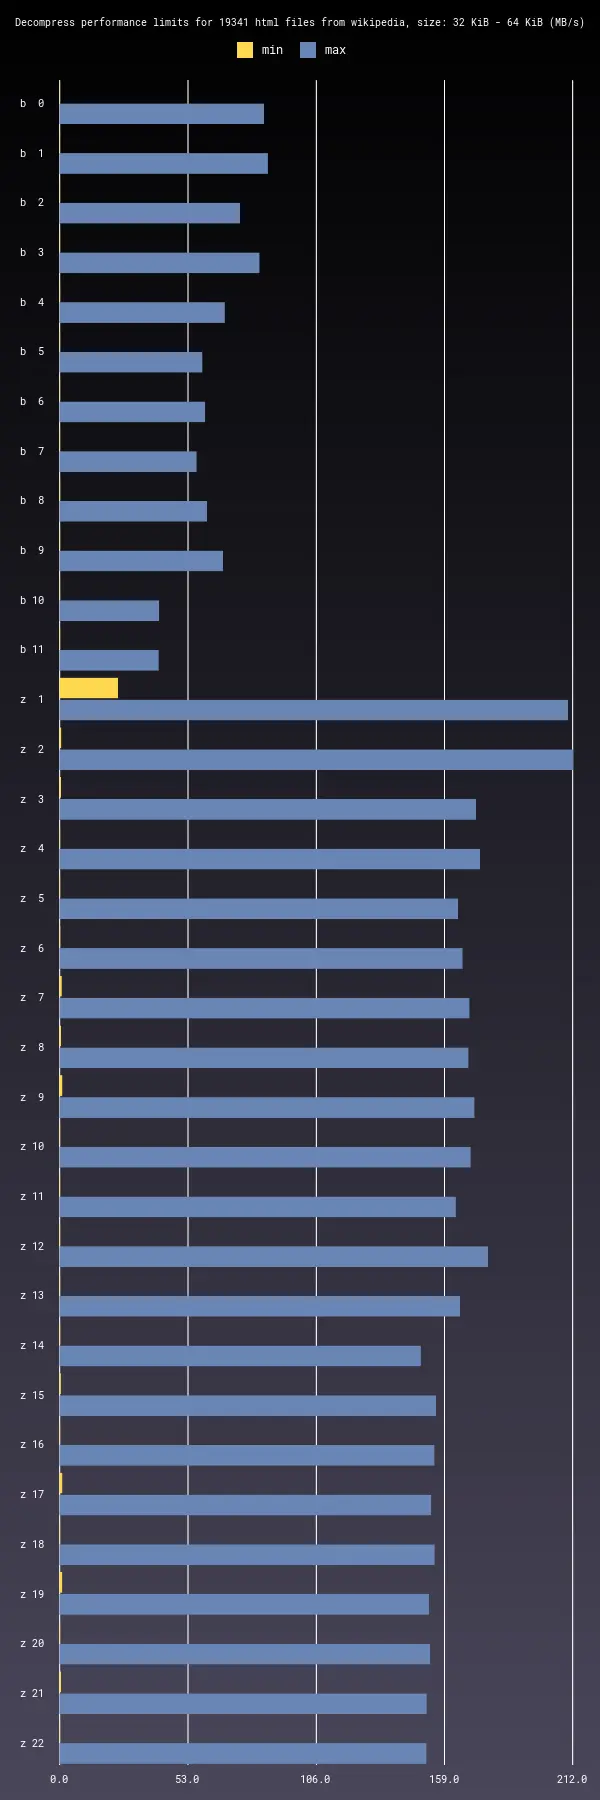 Decompress performance limits for 19341 html files from wikipedia, size: 32 KiB - 64 KiB (MB/s)
min max
b 0
b 1
b 2
b 3
b 4
b 5
b 6
b 7
b 8
b 9
b 10
b 11
z 1
z 2
z 3
z 4
z 5
z 6
z 7
z 8
z 9
z 10
z 11
z 12
z 13
z 14
z 15
z 16
z 17
z 18
z 19
z 20
z 21
z 22
0.0 53.0 106.0 159.0 212.0